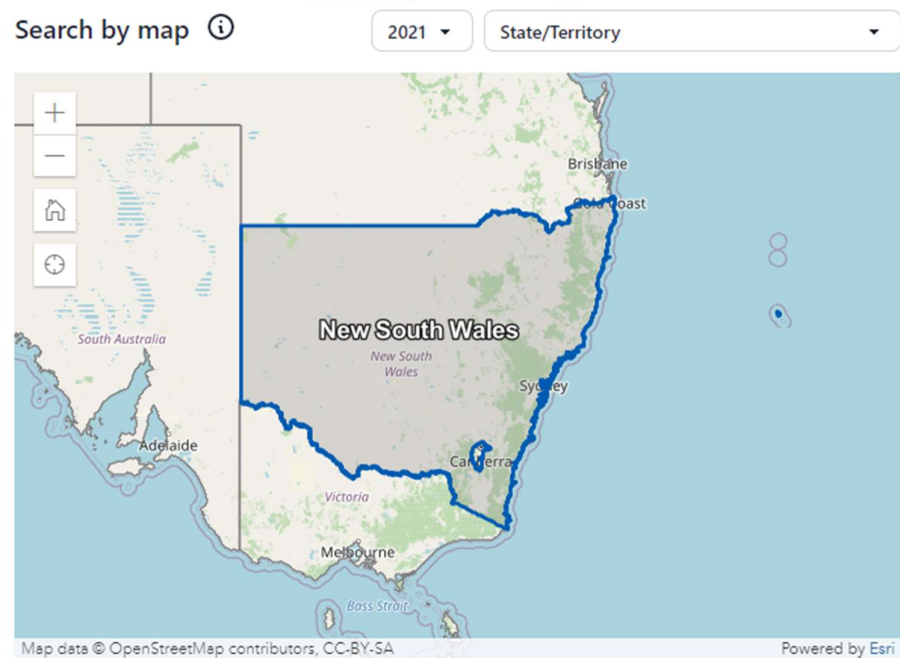 Search by map
2021
State/Territory
Brisbane
Gold Coast
New South Wales
South Australia
New South
Wales
Sydney
Adelaide
Canberra
Victoria
Melbourne
Bass Strait
Map data © OpenStreetMap contributors, CC-BY-SA
Powered by Esri